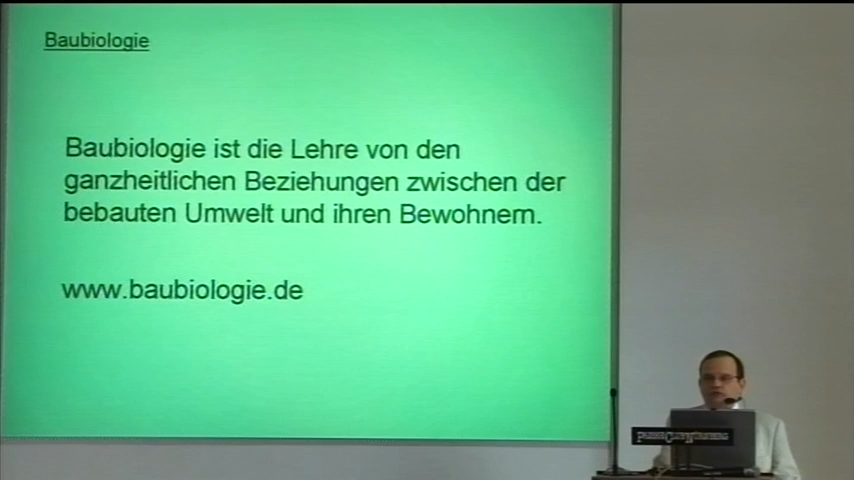 Baubiologie
Baubiologie ist die Lehre von den
ganzheitlichen Beziehungen zwischen der
bebauten Umwelt und ihren Bewohnern.
www.baubiologie.de